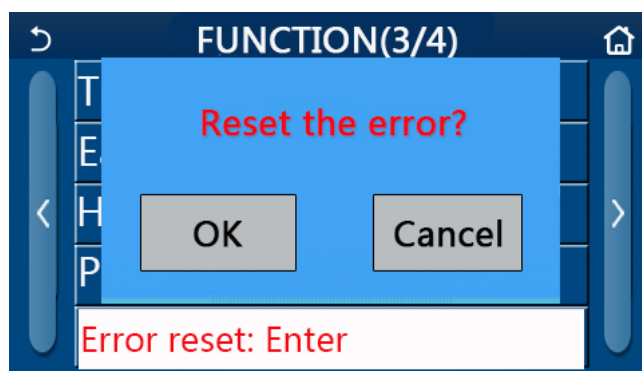 FUNCTION(3/4)
T
Reset the error?
E
H
OK
Cancel
P
Error reset: Enter